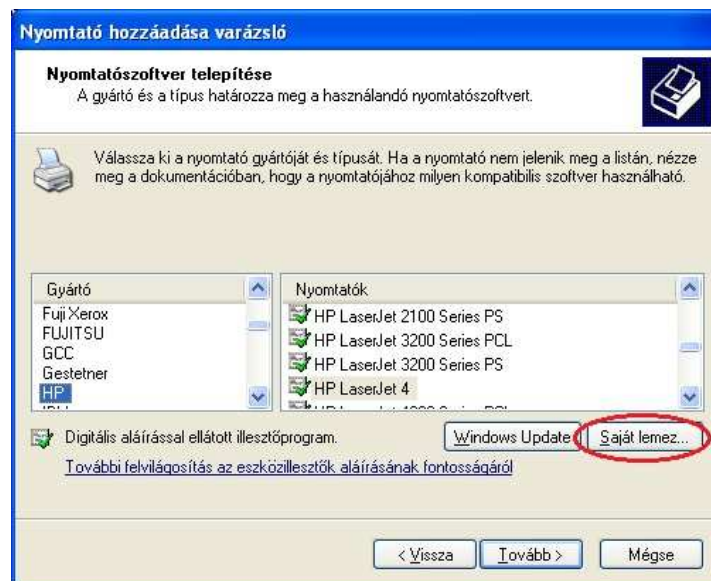 Nyomtató hozzáadása varázsló
Nyomtatószoftver telepítése
A gyártó és a típus határozza meg a használandó nyomtatószoftvert.
Válassza ki a nyomtató gyártóját és típusát. Ha a nyomtató nem jelenik meg a listán, nézze
meg a dokumentációban, hogy a nyomtatójához milyen kompatibilis szoftver használható.
Gyártó
Fuji Xerox
FUJITSU
GCC
Gestetner
HP
Nyomtatók
HP LaserJet 2100 Series PS
HP LaserJet 3200 Series PCL
HP LaserJet 3200 Series PS
HP LaserJet 4
Digitális aláírással ellátott illesztőprogram.
Windows Update
Saját lemez...
További felvilágosítás az eszközillesztők aláírásának fontosságáról
< Vissza
Tovább >
Mégse